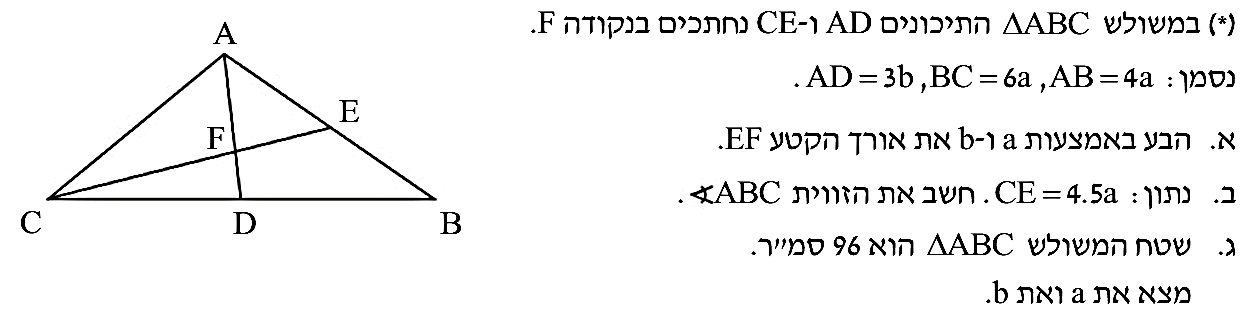 (*) במשולש ΔABC התיכונים AD ו-CE נחתכים בנקודה F.
נסמן: AB = 4a, BC = 6a, AD = 3b.
א. הבע באמצעות a ו-b את אורך הקטע EF.
ב. נתון: CE = 4.5a. חשב את הזווית ∢ABC.
ג. שטח המשולש ΔABC הוא 96 סמ״ר.
מצא את a ואת b.
A
E
F
C
D
B